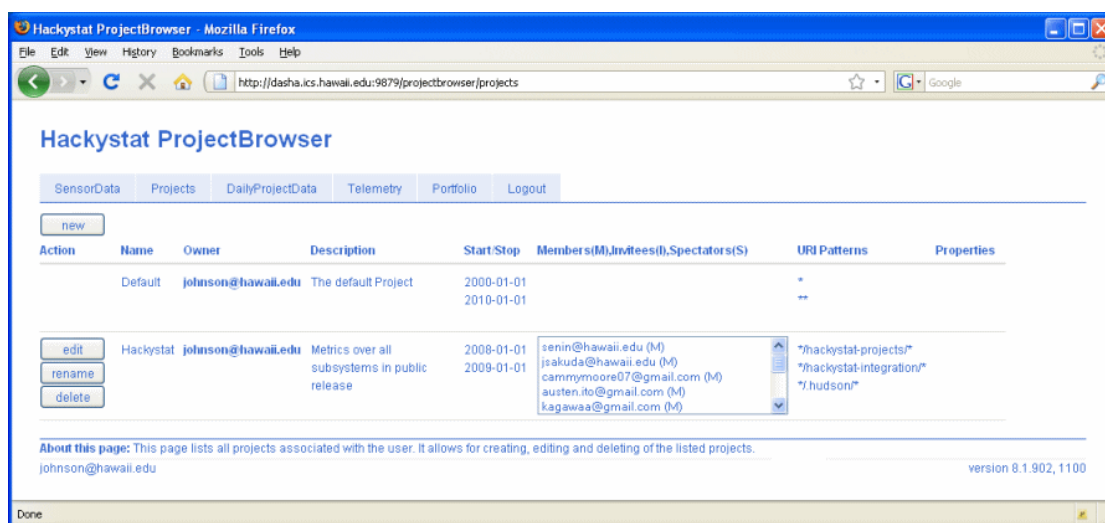 Hackystat ProjectBrowser - Mozilla Firefox
File Edit View History Bookmarks Tools Help
http://dasha.ics.hawaii.edu:9879/projectbrowser/projects
G Google
Hackystat ProjectBrowser
SensorData Projects DailyProjectData Telemetry Portfolio Logout
new
Action Name Owner Description Start/Stop Members(M),Invitees(I),Spectators(S) URI Patterns Properties
Default johnson@hawaii.edu The default Project 2000-01-01 *
2010-01-01 **
edit Hackystat johnson@hawaii.edu Metrics over all 2008-01-01 senin@hawaii.edu (M) */hackystat-projects/*
rename subsystems in public 2009-01-01 jsakuda@hawaii.edu (M) */hackystat-integration/*
delete release cammymoore07@gmail.com (M) */.hudson/*
austen.ito@gmail.com (M)
kagawaa@gmail.com (M)
About this page: This page lists all projects associated with the user. It allows for creating, editing and deleting of the listed projects.
johnson@hawaii.edu version 8.1.902, 1100
Done